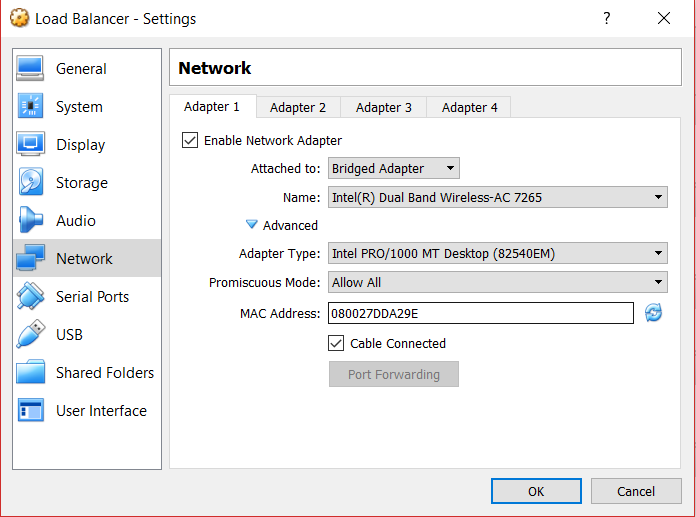 Load Balancer - Settings
?
General
System
Display
Storage
Audio
Network
Serial Ports
USB
Shared Folders
User Interface
Network
Adapter 1 Adapter 2 Adapter 3 Adapter 4
Enable Network Adapter
Attached to: Bridged Adapter
Name: Intel(R) Dual Band Wireless-AC 7265
Advanced
Adapter Type: Intel PRO/1000 MT Desktop (82540EM)
Promiscuous Mode: Allow All
MAC Address: 080027DDA29E
Cable Connected
Port Forwarding
OK Cancel